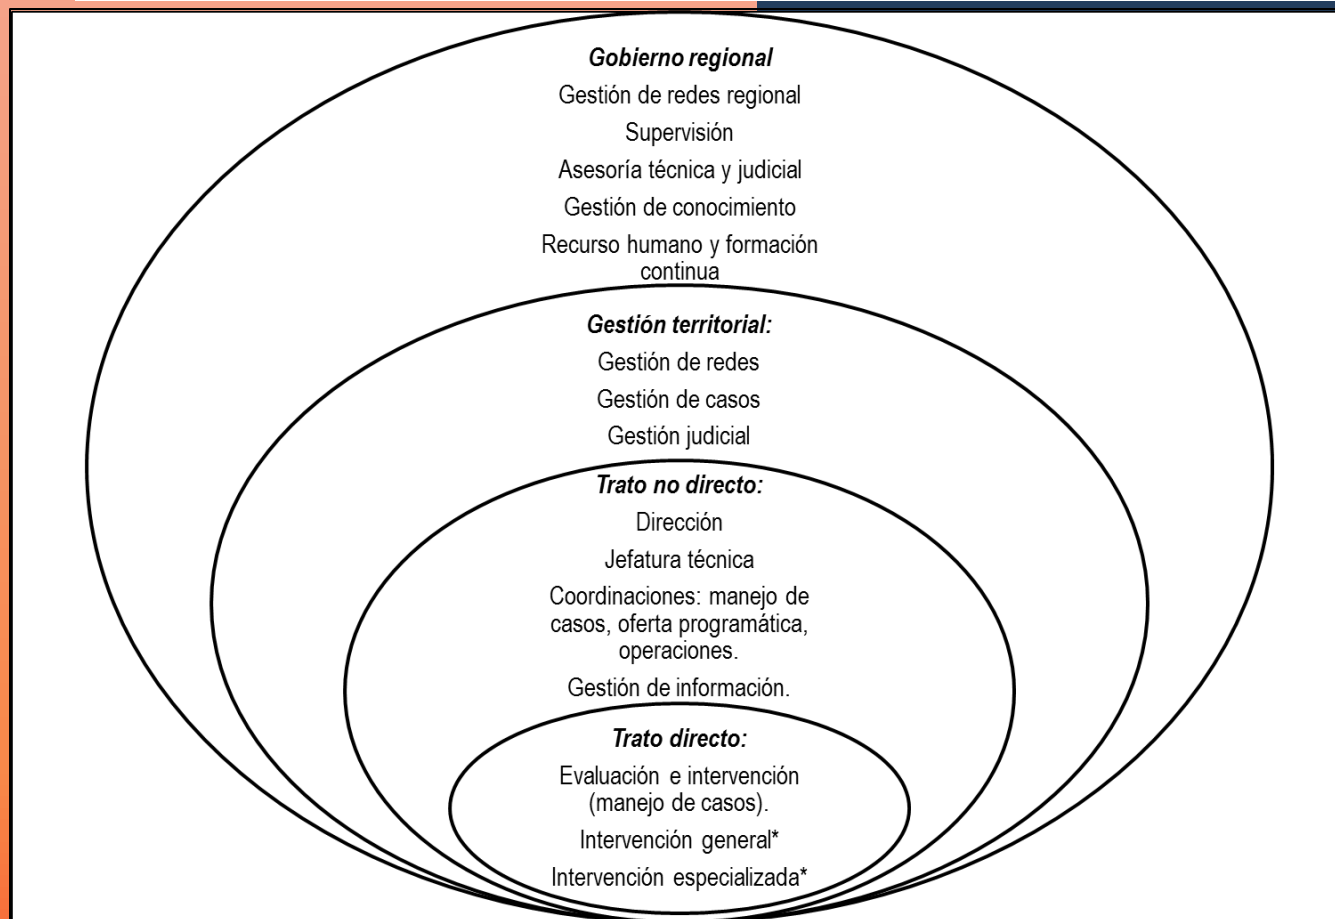 Gobierno regional
Gestión de redes regional
Supervisión
Asesoría técnica y judicial
Gestión de conocimiento
Recurso humano y formación
continua
Gestión territorial:
Gestión de redes
Gestión de casos
Gestión judicial
Trato no directo:
Dirección
Jefatura técnica
Coordinaciones: manejo de
casos, oferta programática,
operaciones.
Gestión de información.
Trato directo:
Evaluación e intervención
(manejo de casos).
Intervención general*
Intervención especializada*